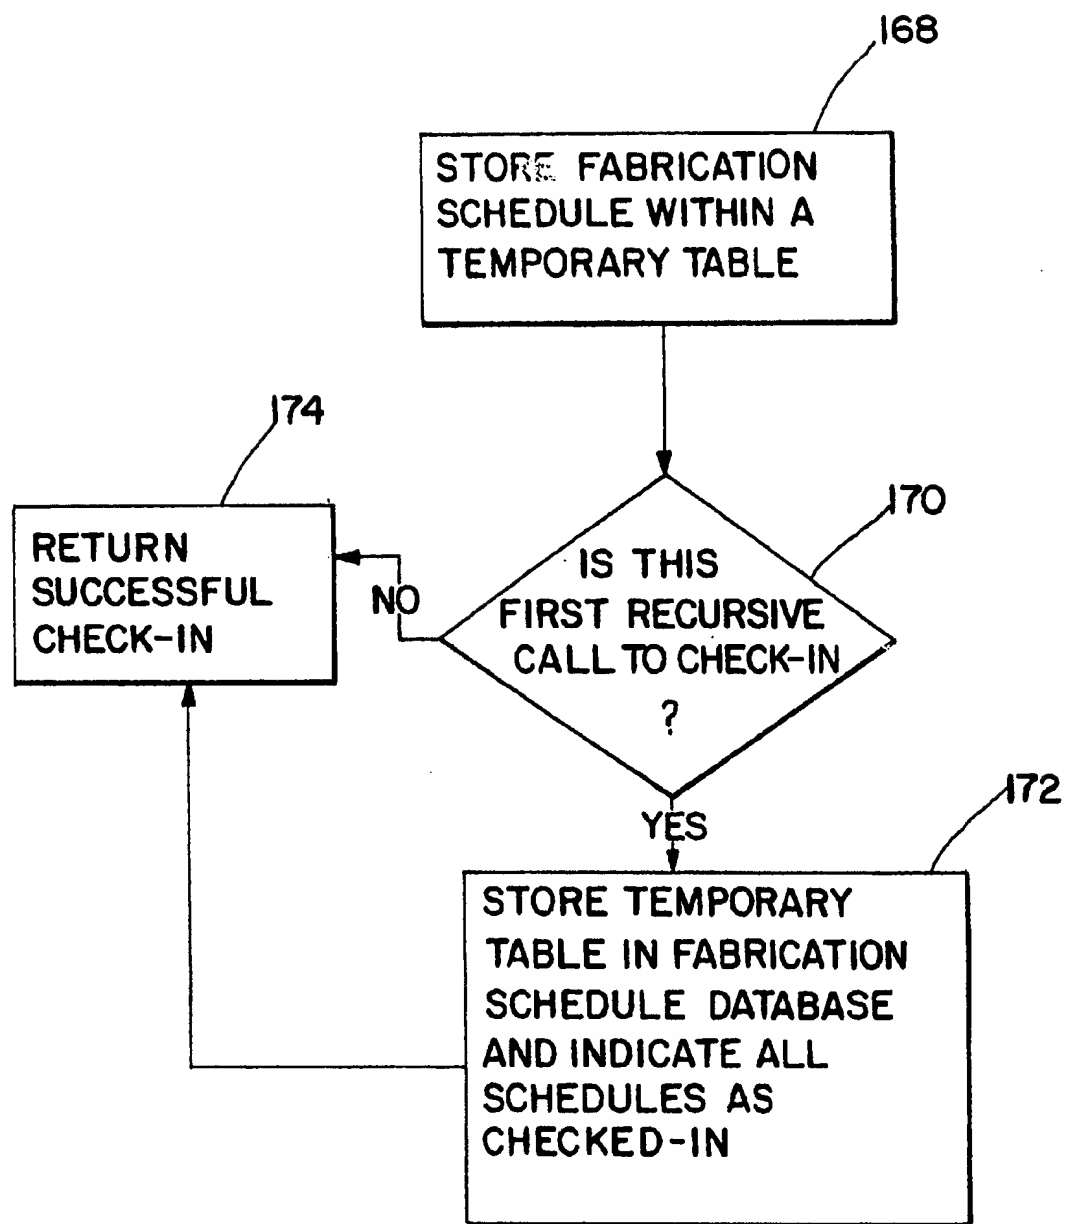 168
STORE FABRICATION
SCHEDULE WITHIN A
TEMPORARY TABLE
174
RETURN
SUCCESSFUL
CHECK-IN
NO
170
IS THIS
FIRST RECURSIVE
CALL TO CHECK-IN
?
YES
172
STORE TEMPORARY
TABLE IN FABRICATION
SCHEDULE DATABASE
AND INDICATE ALL
SCHEDULES AS
CHECKED-IN